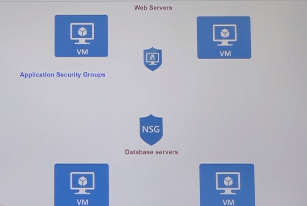 Web Servers
VM
VM
Application Security Groups
NSG
Database servers
VM
VM